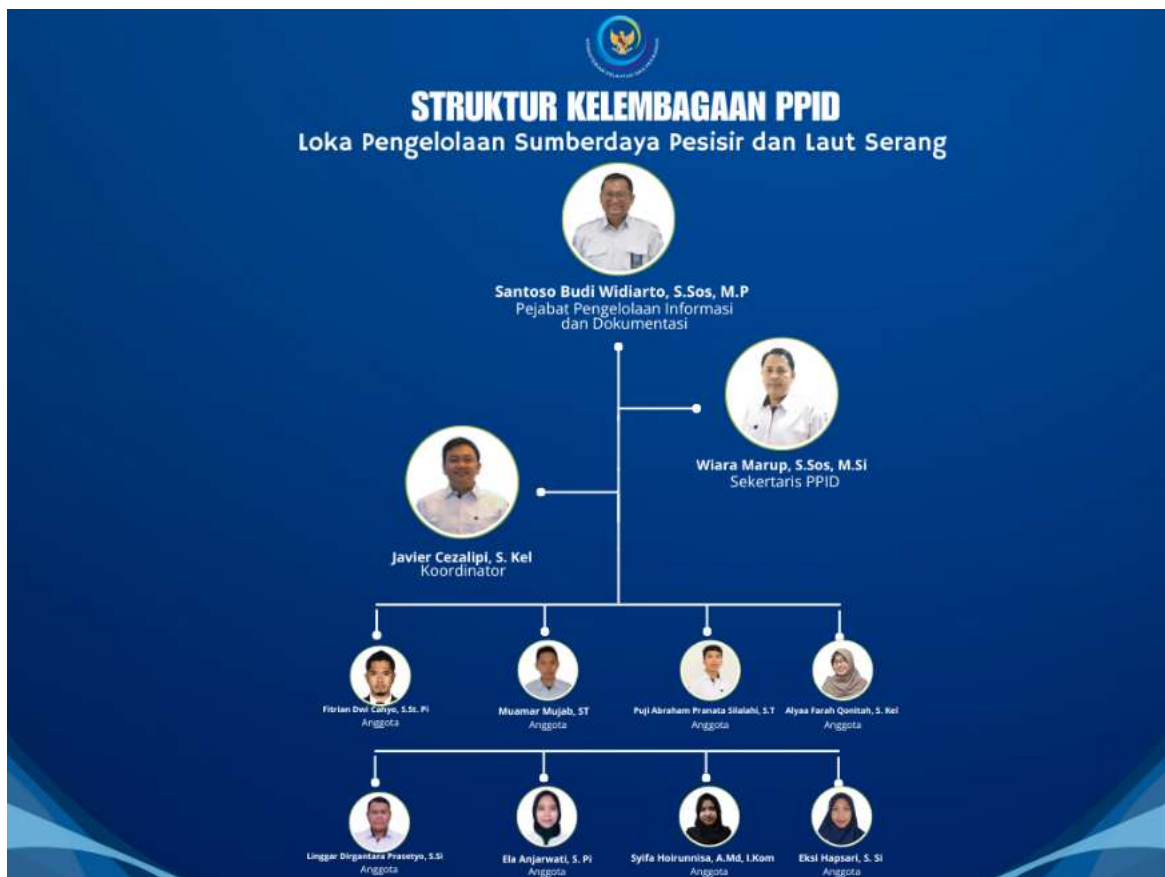 STRUKTUR KELEMBAGAAN PPID
Loka Pengelolaan Sumberdaya Pesisir dan Laut Serang
Santoso Budi Widiarto, S.Sos, M.P
Pejabat Pengelolaan Informasi
dan Dokumentasi
Wiara Marup, S.Sos, M.Si
Sekertaris PPID
Javier Cezalipi, S. Kel
Koordinator
Fitrian Dwi Cahyo, S.St. Pi
Anggota
Muamar Mujab, ST
Anggota
Puji Abraham Pranata Silalahi, S.T
Anggota
Alyaa Farah Qonitah, S. Kel
Anggota
Linggar Dirgantara Prasetyo, S.Si
Anggota
Ela Anjarwati, S. Pi
Anggota
Syifa Hoirunnisa, A.Md, I.Kom
Anggota
Eksi Hapsari, S. Si
Anggota